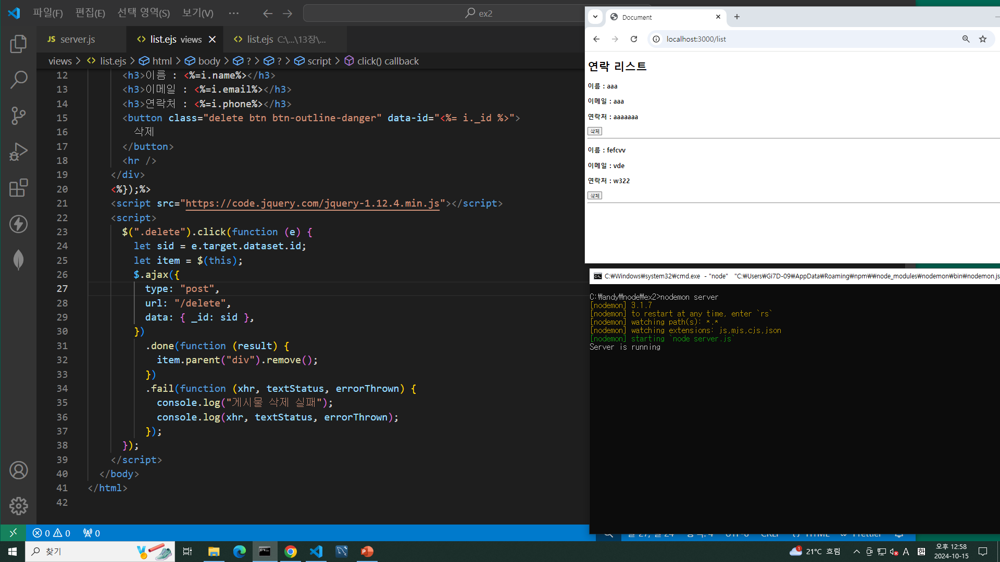 파일(F) 편집(E) 선택 영역(S) 보기(V) ··· ex2
JS server.js
list.ejs views
list.ejs C:\...\13장\...
views > list.ejs > html > body > ? > ? > script > click() callback
12 <h3>이름 : <%=i.name%></h3>
13 <h3>이메일 : <%=i.email%></h3>
14 <h3>연락처 : <%=i.phone%></h3>
15 <button class="delete btn btn-outline-danger" data-id="<%= i._id %>">
16 삭제
17 </button>
18 <hr />
19 </div>
20 <%});%>
21 <script src="https://code.jquery.com/jquery-1.12.4.min.js"></script>
22 <script>
23 $(".delete").click(function (e) {
24 let sid = e.target.dataset.id;
25 let item = $(this);
26 $.ajax({
27 type: "post",
28 url: "/delete",
29 data: { _id: sid },
30 })
31 .done(function (result) {
32 item.parent("div").remove();
33 })
34 .fail(function (xhr, textStatus, errorThrown) {
35 console.log("게시물 삭제 실패");
36 console.log(xhr, textStatus, errorThrown);
37 });
38 });
39 </script>
40 </body>
41 </html>
42
0 0 0
Document
localhost:3000/list
연락 리스트
이름 : aaa
이메일 : aaa
연락처 : aaaaaaa
삭제
이름 : fefcvv
이메일 : vde
연락처 : w322
삭제
C:₩Windows₩system32₩cmd.exe - "node" "C:₩Users₩Gi7D-09₩AppData₩Roaming₩npm₩₩node_modules₩nodemon₩bin₩nodemon.js
C:₩andy₩node₩ex2>nodemon server
[nodemon] 3.1.7
[nodemon] to restart at any time, enter `rs`
[nodemon] watching path(s): *.*
[nodemon] watching extensions: js,mjs,cjs,json
[nodemon] starting `node server.js`
Server is running
찾기
1
21°C 흐림
A 한
오후 12:58
2024-10-15